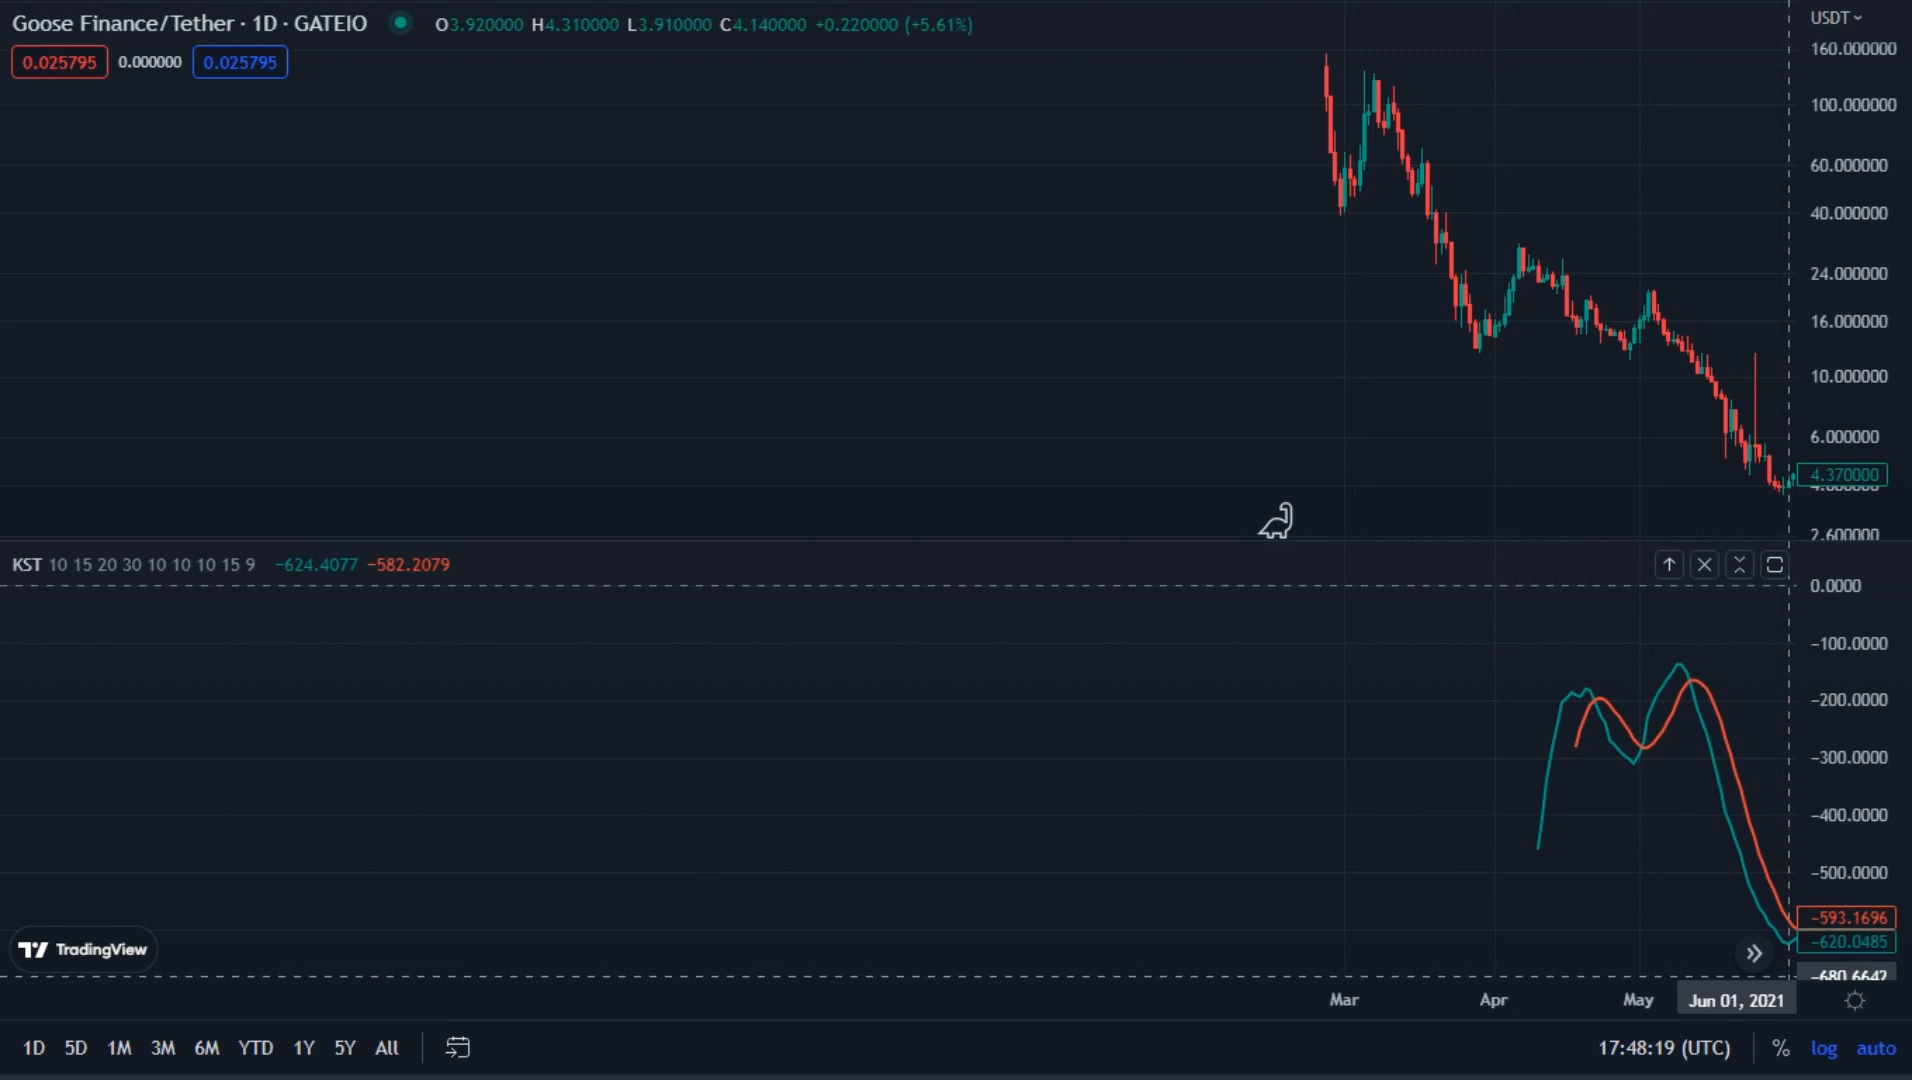 Goose Finance/Tether · 1D · GATEIO O3.920000 H4.310000 L3.910000 C4.140000 +0.220000 (+5.61%)
0.025795 0.000000 0.025795
USDT
160.000000
100.000000
60.000000
40.000000
24.000000
16.000000
10.000000
6.000000
4.370000
2.600000
KST 10 15 20 30 10 10 10 15 9 −624.4077 −582.2079
0.0000
−100.0000
−200.0000
−300.0000
−400.0000
−500.0000
−593.1696
−620.0485
−680.6642
TradingView
Mar Apr May Jun 01, 2021
1D 5D 1M 3M 6M YTD 1Y 5Y All 17:48:19 (UTC) % log auto